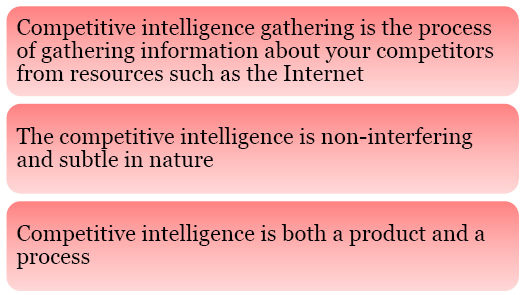 Competitive intelligence gathering is the process
of gathering information about your competitors
from resources such as the Internet
The competitive intelligence is non-interfering
and subtle in nature
Competitive intelligence is both a product and a
process